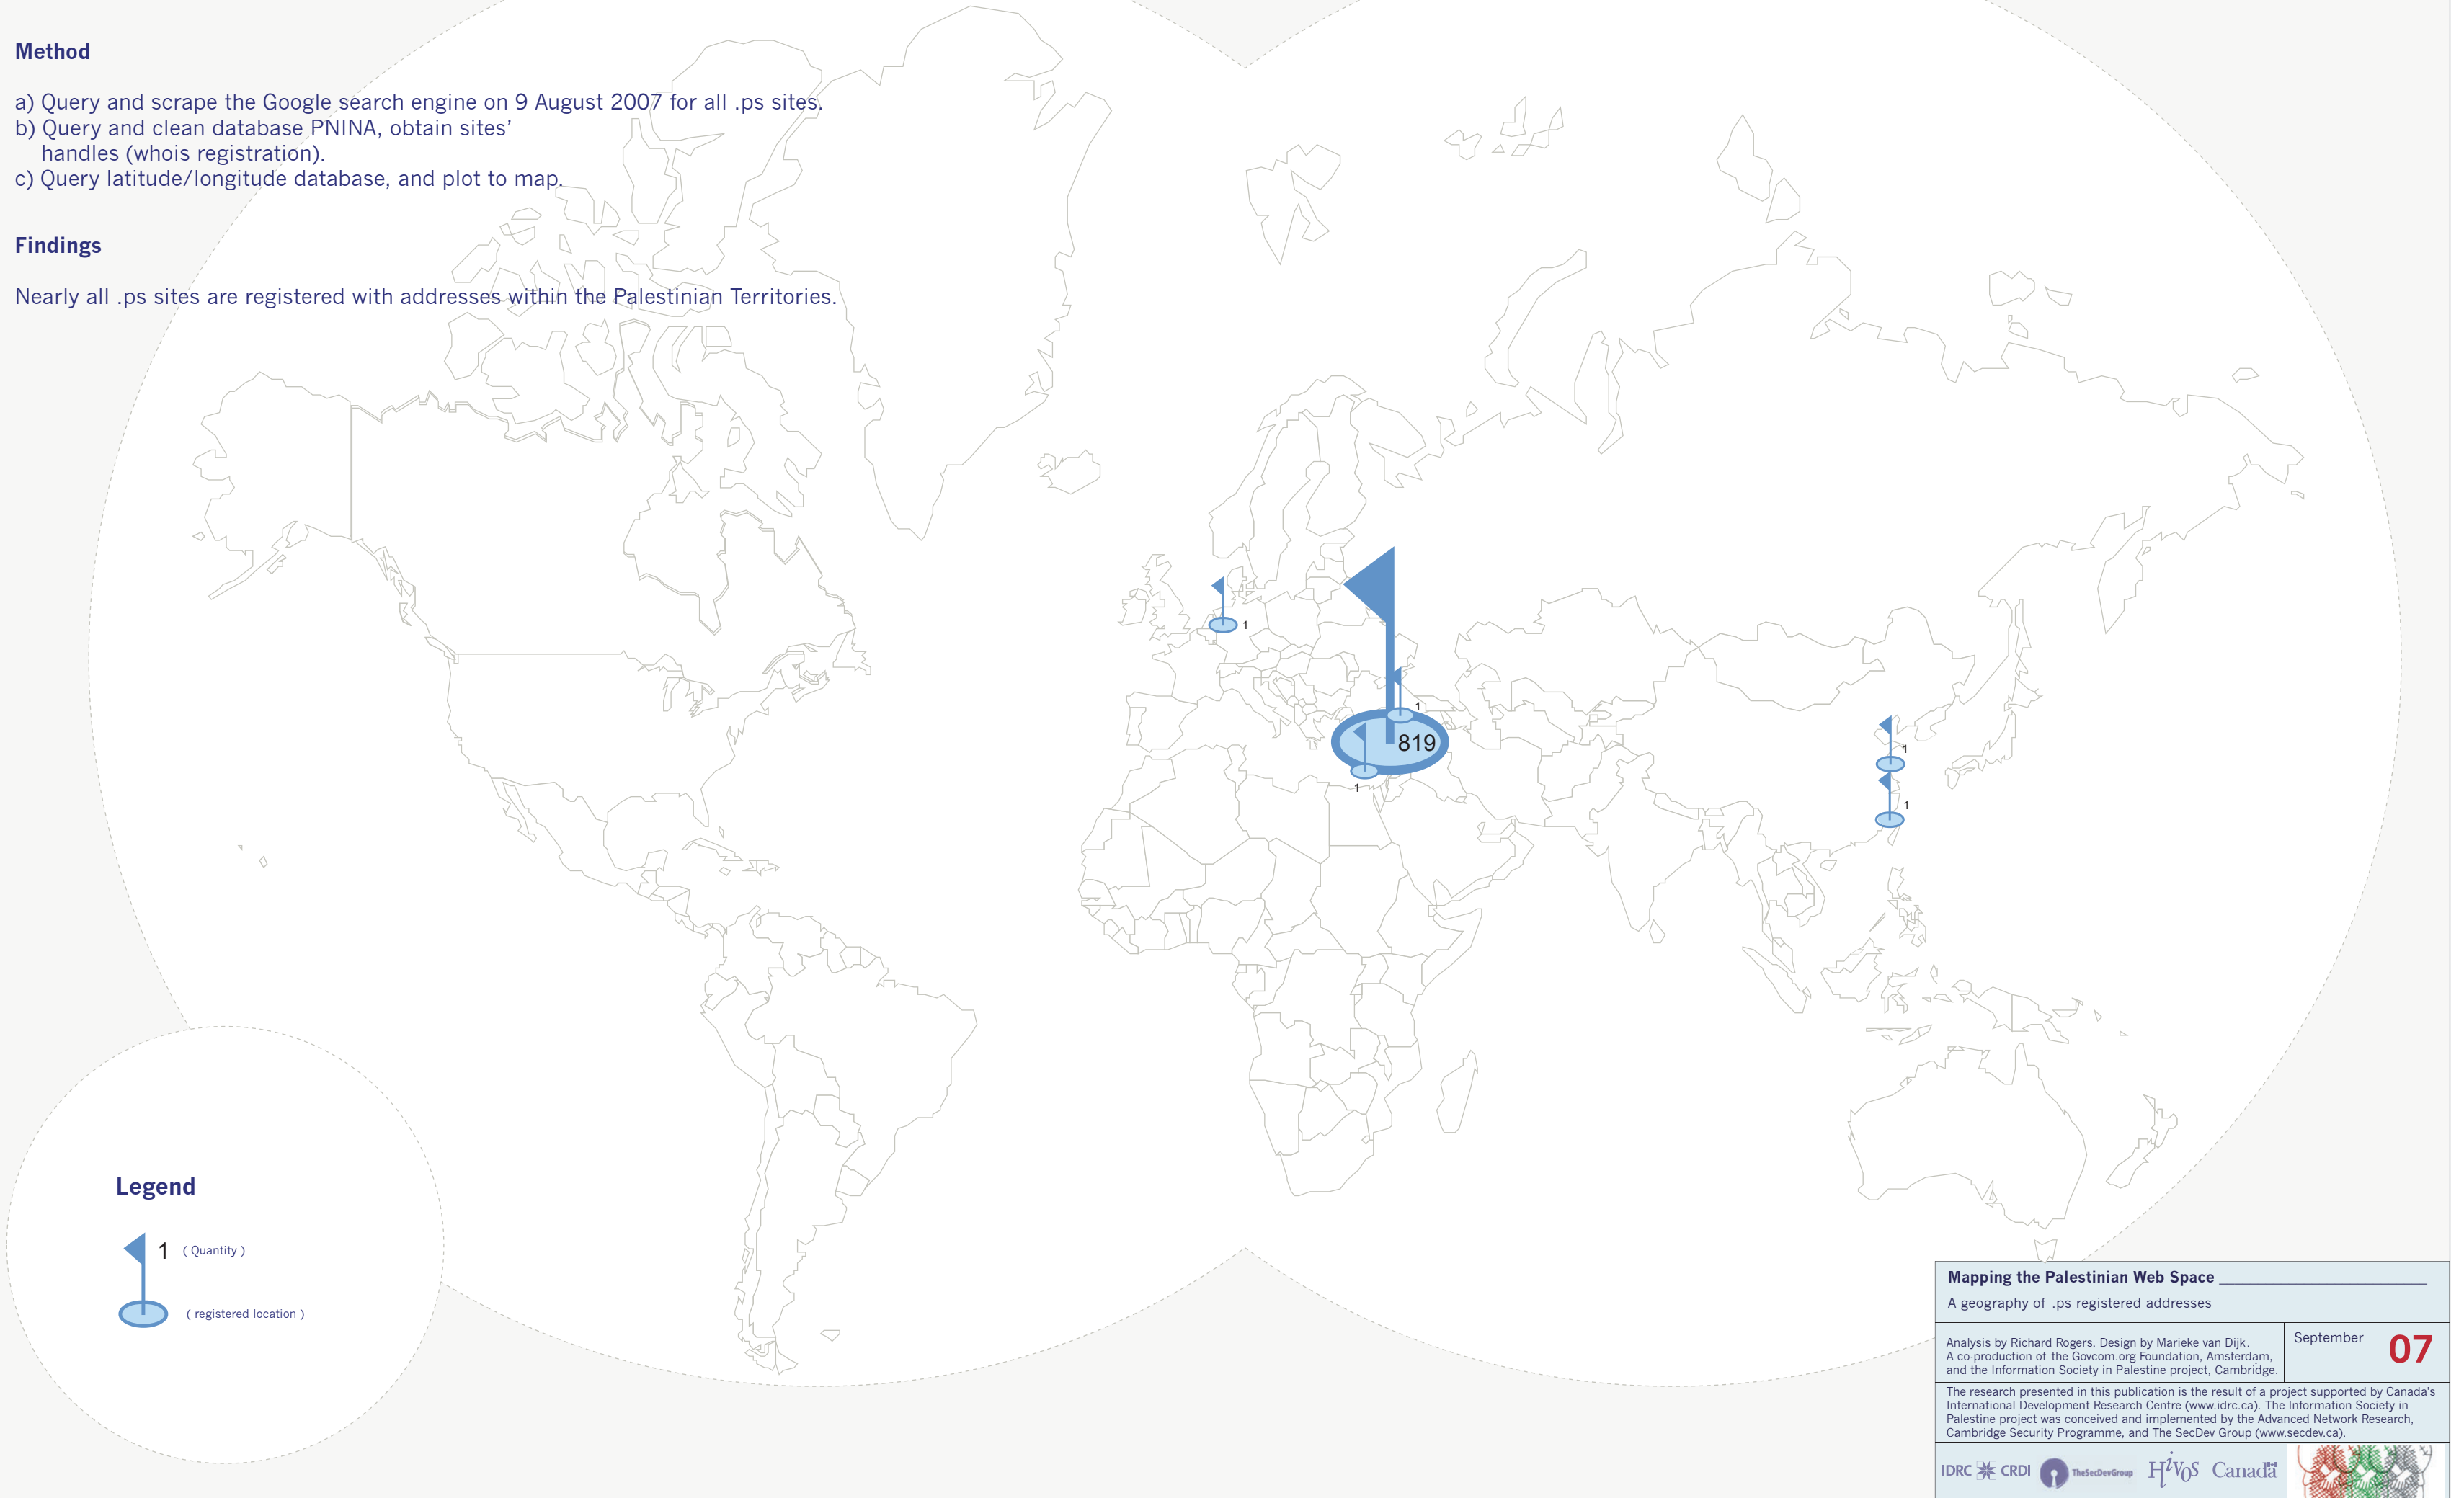 Method
a) Query and scrape the Google search engine on 9 August 2007 for all .ps sites.
b) Query and clean database PNINA, obtain sites’
handles (whois registration).
c) Query latitude/longitude database, and plot to map.
Findings
Nearly all .ps sites are registered with addresses within the Palestinian Territories.
1
1
819
1
1
1
Legend
1 ( Quantity )
( registered location )
Mapping the Palestinian Web Space
A geography of .ps registered addresses
Analysis by Richard Rogers. Design by Marieke van Dijk.
A co-production of the Govcom.org Foundation, Amsterdam,
and the Information Society in Palestine project, Cambridge.
September 07
The research presented in this publication is the result of a project supported by Canada's
International Development Research Centre (www.idrc.ca). The Information Society in
Palestine project was conceived and implemented by the Advanced Network Research,
Cambridge Security Programme, and The SecDev Group (www.secdev.ca).
IDRC CRDI TheSecDevGroup Hivos Canada